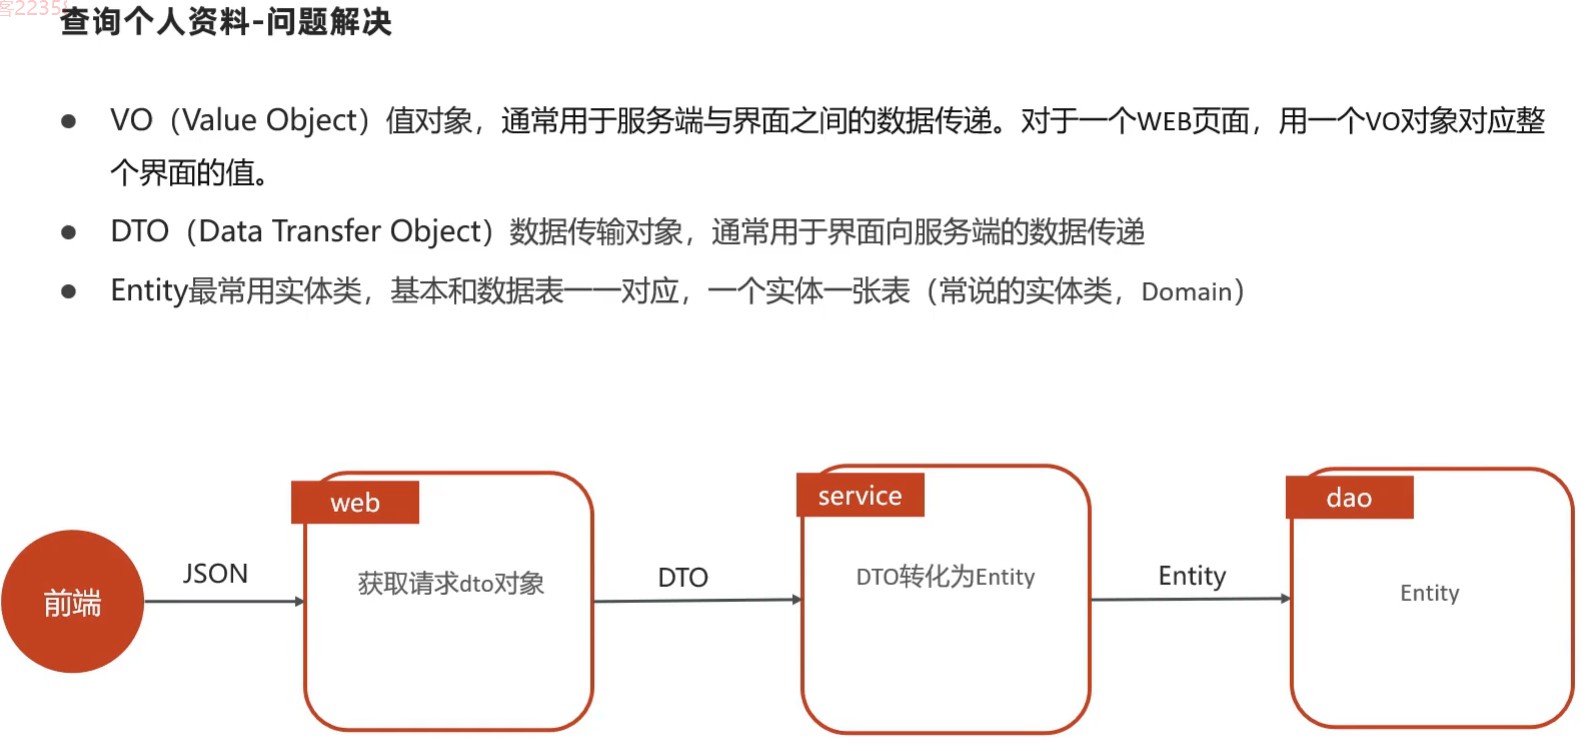 查询个人资料-问题解决
VO（Value Object）值对象，通常用于服务端与界面之间的数据传递。对于一个WEB页面，用一个VO对象对应整
个界面的值。
DTO（Data Transfer Object）数据传输对象，通常用于界面向服务端的数据传递
Entity最常用实体类，基本和数据表一一对应，一个实体一张表（常说的实体类，Domain）
前端
JSON
web
获取请求dto对象
DTO
service
DTO转化为Entity
Entity
dao
Entity